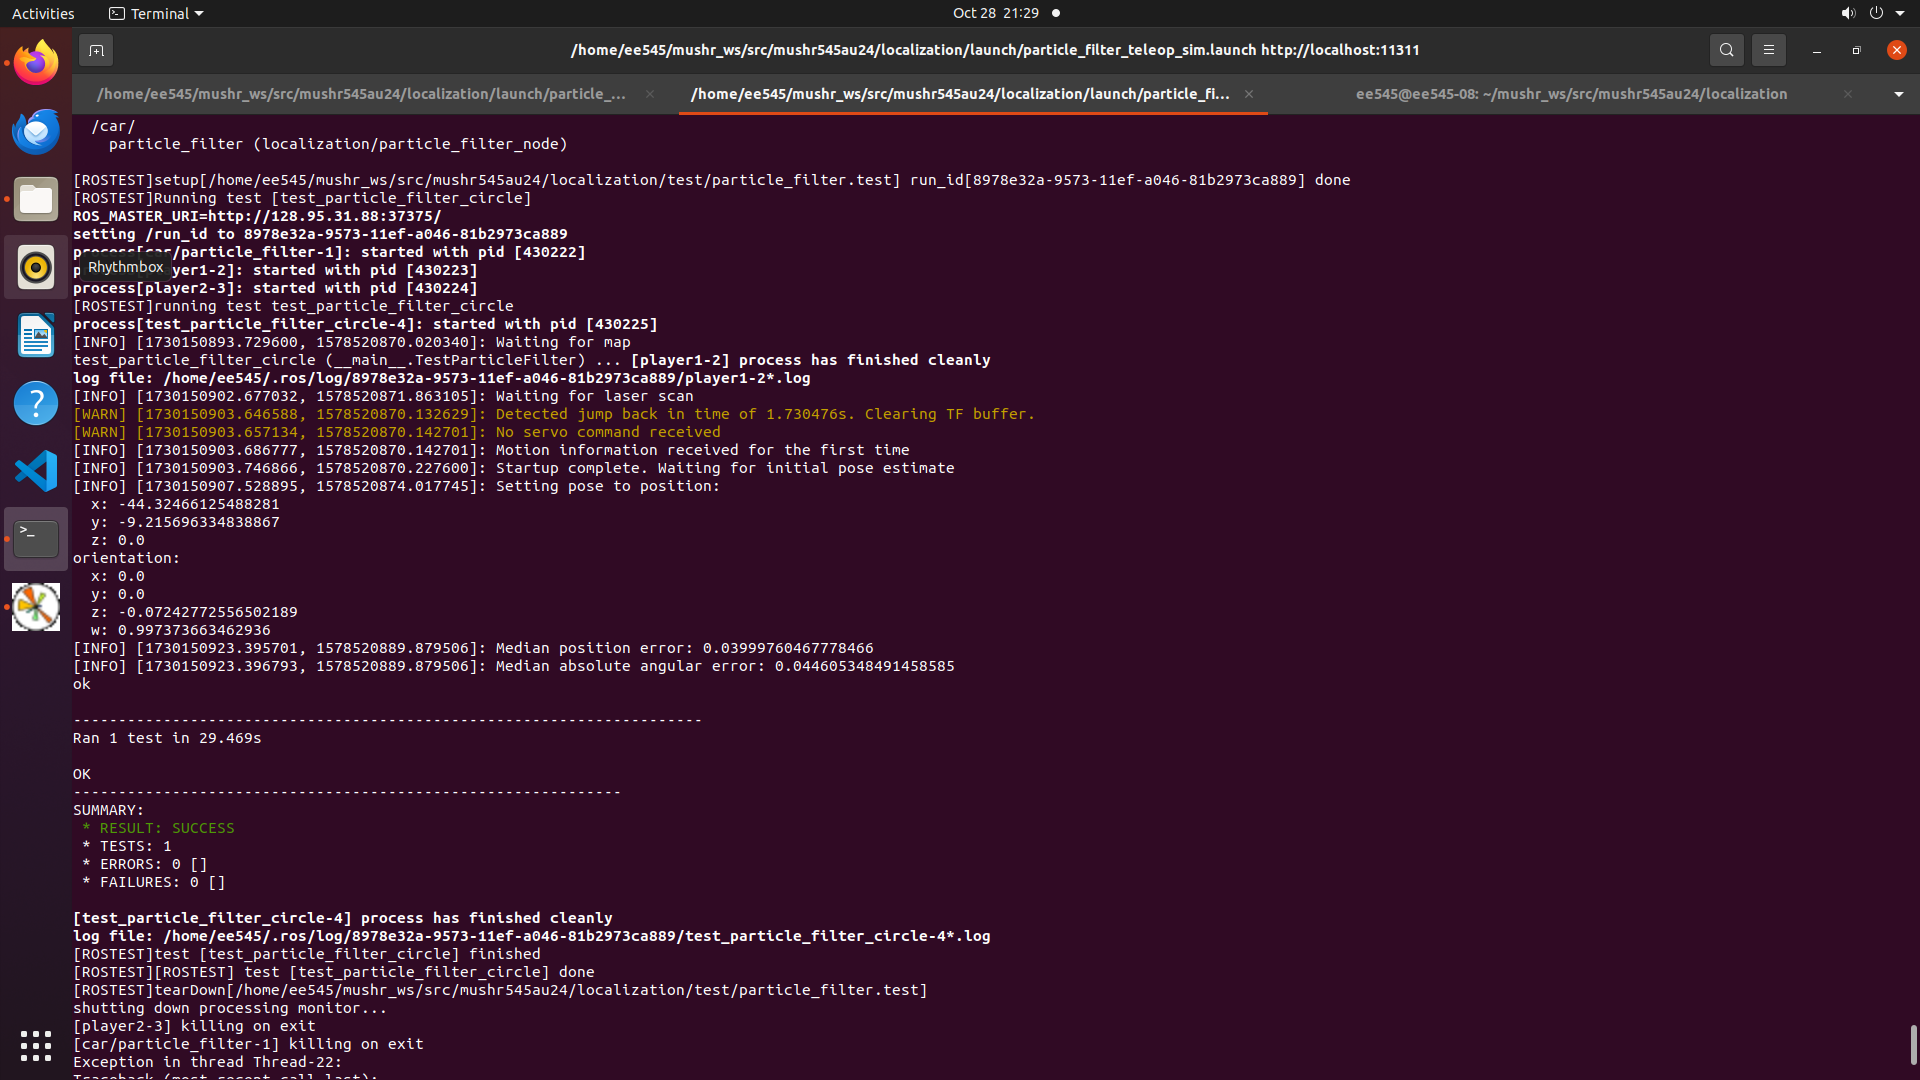 Activities
Terminal
Oct 28 21:29
/home/ee545/mushr_ws/src/mushr545au24/localization/launch/particle_filter_teleop_sim.launch http://localhost:11311
/home/ee545/mushr_ws/src/mushr545au24/localization/launch/particle_...
/home/ee545/mushr_ws/src/mushr545au24/localization/launch/particle_fi...
ee545@ee545-08: ~/mushr_ws/src/mushr545au24/localization
/car/
particle_filter (localization/particle_filter_node)
[ROSTEST]setup[/home/ee545/mushr_ws/src/mushr545au24/localization/test/particle_filter.test] run_id[8978e32a-9573-11ef-a046-81b2973ca889] done
[ROSTEST]Running test [test_particle_filter_circle]
ROS_MASTER_URI=http://128.95.31.88:37375/
setting /run_id to 8978e32a-9573-11ef-a046-81b2973ca889
process[car/particle_filter-1]: started with pid [430222]
Rhythmbox
yer1-2]: started with pid [430223]
process[player2-3]: started with pid [430224]
[ROSTEST]running test test_particle_filter_circle
process[test_particle_filter_circle-4]: started with pid [430225]
[INFO] [1730150893.729600, 1578520870.020340]: Waiting for map
test_particle_filter_circle (__main__.TestParticleFilter) ... [player1-2] process has finished cleanly
log file: /home/ee545/.ros/log/8978e32a-9573-11ef-a046-81b2973ca889/player1-2*.log
[INFO] [1730150902.677032, 1578520871.863105]: Waiting for laser scan
[WARN] [1730150903.646588, 1578520870.132629]: Detected jump back in time of 1.730476s. Clearing TF buffer.
[WARN] [1730150903.657134, 1578520870.142701]: No servo command received
[INFO] [1730150903.686777, 1578520870.142701]: Motion information received for the first time
[INFO] [1730150903.746866, 1578520870.227600]: Startup complete. Waiting for initial pose estimate
[INFO] [1730150907.528895, 1578520874.017745]: Setting pose to position:
x: -44.32466125488281
y: -9.215696334838867
z: 0.0
orientation:
x: 0.0
y: 0.0
z: -0.07242772556502189
w: 0.997373663462936
[INFO] [1730150923.395701, 1578520889.879506]: Median position error: 0.03999760467778466
[INFO] [1730150923.396793, 1578520889.879506]: Median absolute angular error: 0.044605348491458585
ok
----------------------------------------------------------------------
Ran 1 test in 29.469s
OK
-------------------------------------------------------------
SUMMARY:
* RESULT: SUCCESS
* TESTS: 1
* ERRORS: 0 []
* FAILURES: 0 []
[test_particle_filter_circle-4] process has finished cleanly
log file: /home/ee545/.ros/log/8978e32a-9573-11ef-a046-81b2973ca889/test_particle_filter_circle-4*.log
[ROSTEST]test [test_particle_filter_circle] finished
[ROSTEST][ROSTEST] test [test_particle_filter_circle] done
[ROSTEST]tearDown[/home/ee545/mushr_ws/src/mushr545au24/localization/test/particle_filter.test]
shutting down processing monitor...
[player2-3] killing on exit
[car/particle_filter-1] killing on exit
Exception in thread Thread-22:
Traceback (most recent call last):